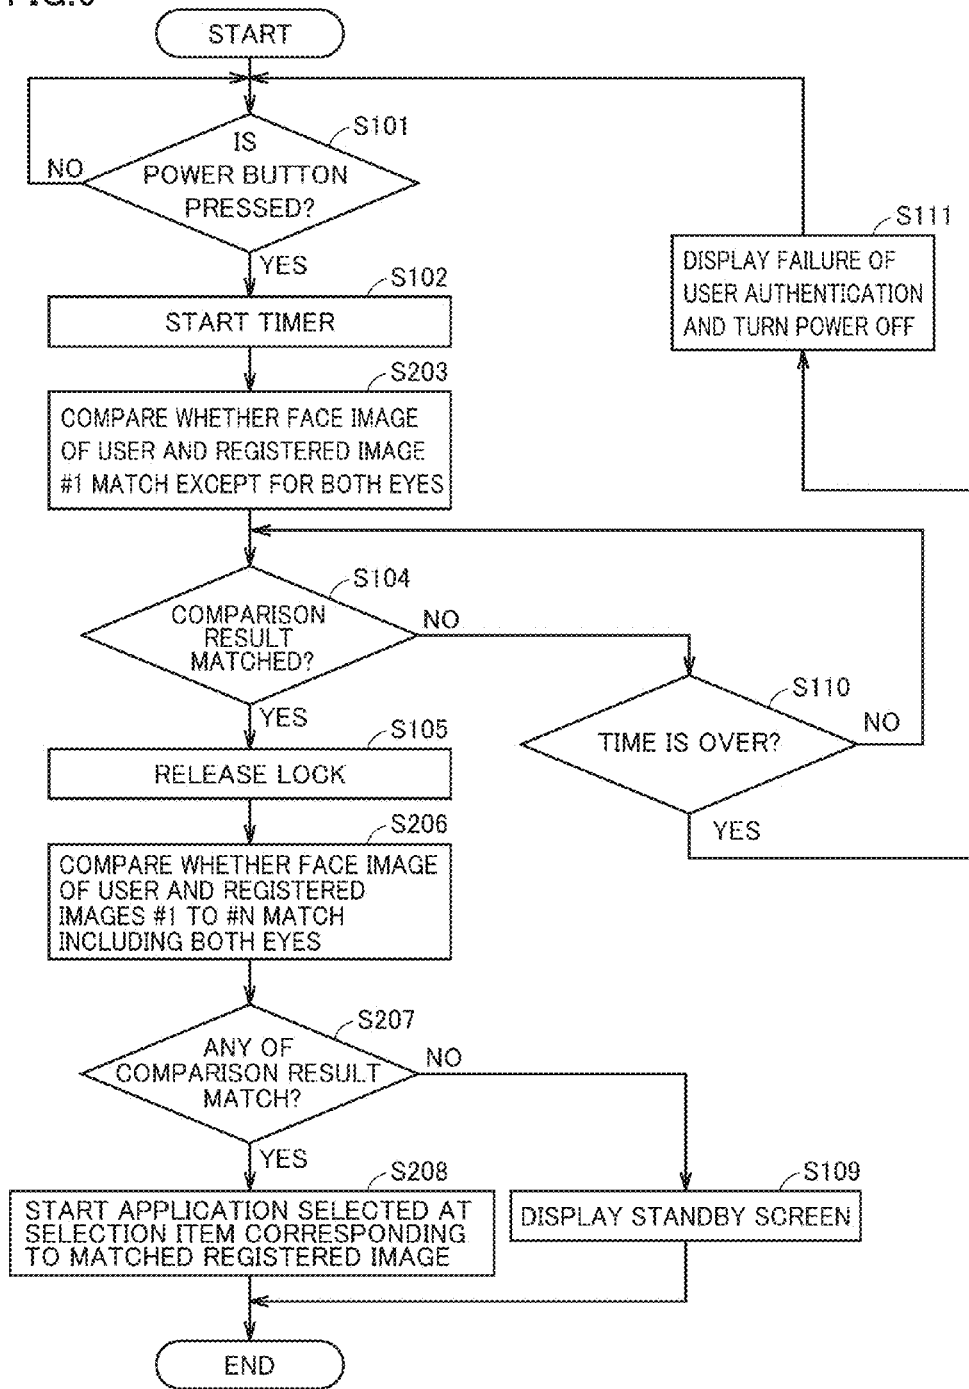 START
S101
IS
POWER BUTTON
PRESSED?
NO
YES
S111
DISPLAY FAILURE OF
USER AUTHENTICATION
AND TURN POWER OFF
S102
START TIMER
S203
COMPARE WHETHER FACE IMAGE
OF USER AND REGISTERED IMAGE
#1 MATCH EXCEPT FOR BOTH EYES
S104
COMPARISON
RESULT
MATCHED?
NO
YES
S110
TIME IS OVER?
NO
YES
S105
RELEASE LOCK
S206
COMPARE WHETHER FACE IMAGE
OF USER AND REGISTERED
IMAGES #1 TO #N MATCH
INCLUDING BOTH EYES
S207
ANY OF
COMPARISON RESULT
MATCH?
NO
YES
S208
START APPLICATION SELECTED AT
SELECTION ITEM CORRESPONDING
TO MATCHED REGISTERED IMAGE
S109
DISPLAY STANDBY SCREEN
END